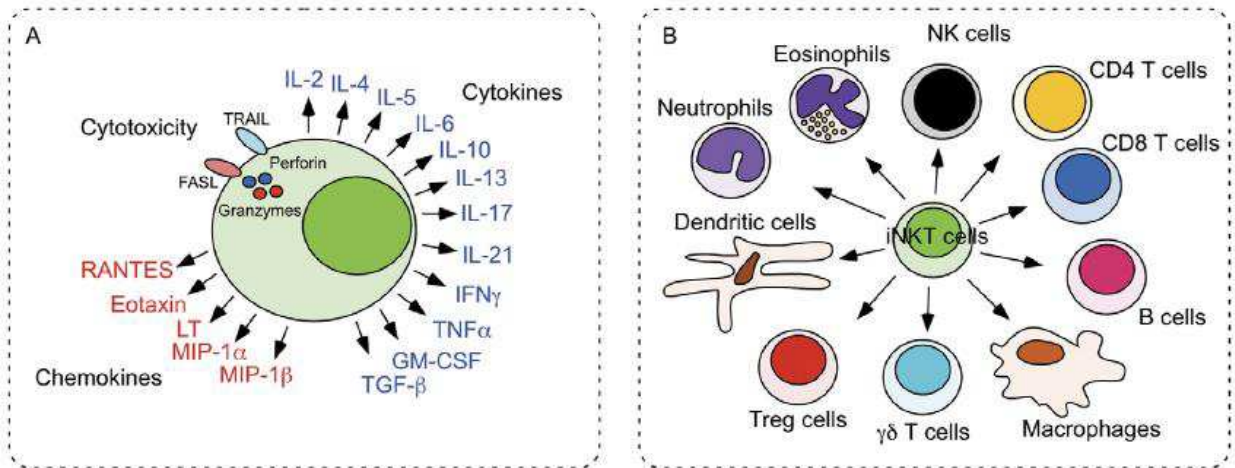 A
Cytotoxicity
TRAIL
FASL
Perforin
Granzymes
IL-2
IL-4
IL-5
IL-6
IL-10
IL-13
IL-17
IL-21
IFNγ
TNFα
GM-CSF
TGF-β
Cytokines
RANTES
Eotaxin
LT
MIP-1α
MIP-1β
Chemokines
B
NK cells
Eosinophils
CD4 T cells
Neutrophils
CD8 T cells
Dendritic cells
iNKT cells
B cells
Treg cells
γδ T cells
Macrophages